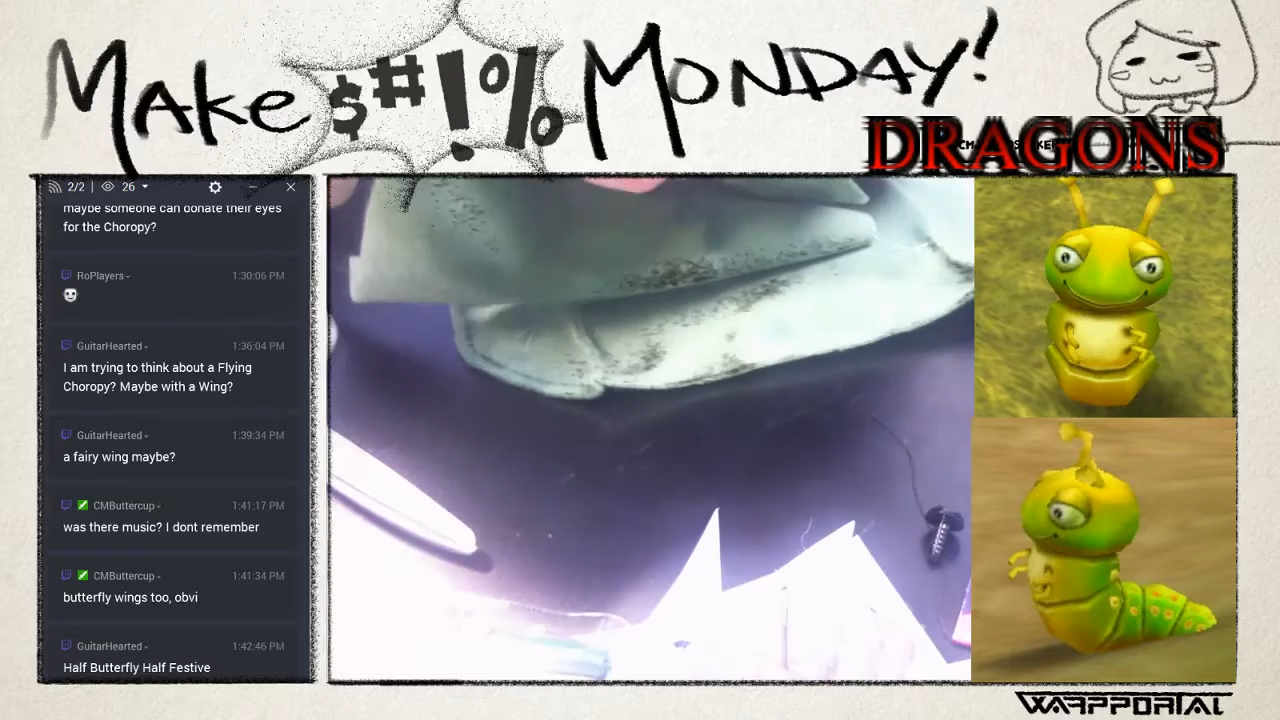 MAke $#!% MONDAY!
DRAGONS
2/2 | 26
maybe someone can donate their eyes
for the Choropy?
RoPlayers 1:30:06 PM
GuitarHearted 1:36:04 PM
I am trying to think about a Flying
Choropy? Maybe with a Wing?
GuitarHearted 1:39:34 PM
a fairy wing maybe?
CMButtercup 1:41:17 PM
was there music? I dont remember
CMButtercup 1:41:34 PM
butterfly wings too, obvi
GuitarHearted 1:42:46 PM
Half Butterfly Half Festive
WARPPORTAL